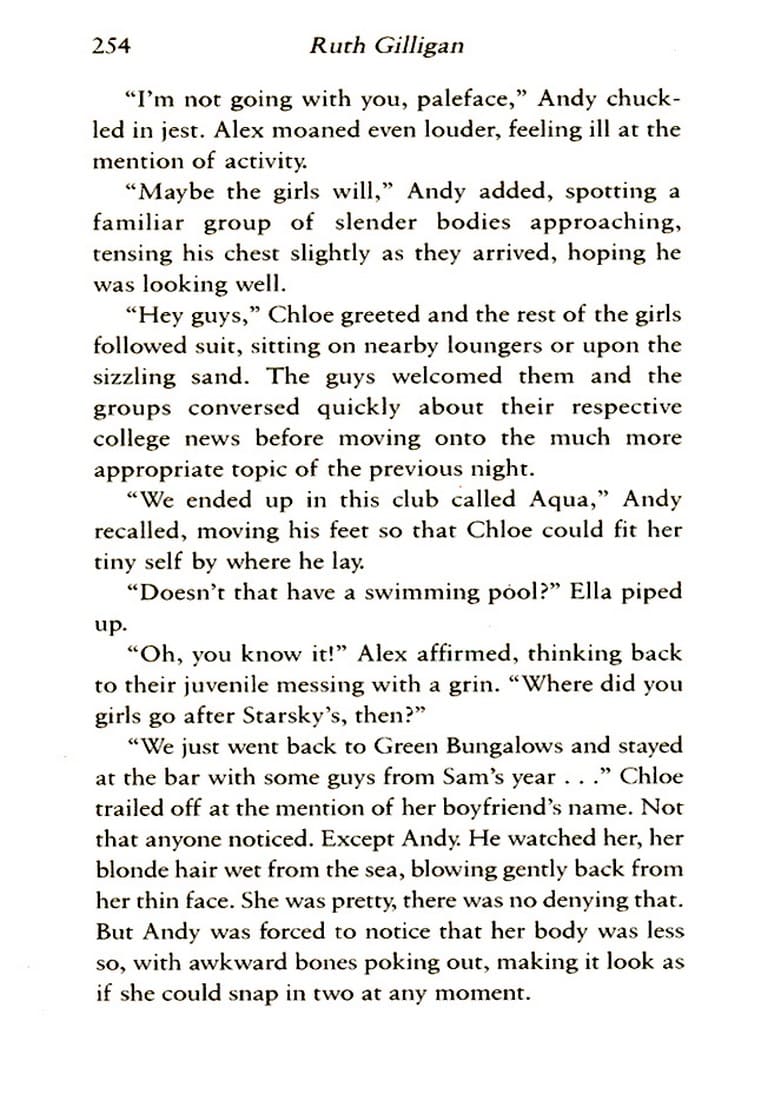 254 Ruth Gilligan
“I’m not going with you, paleface,” Andy chuck-
led in jest. Alex moaned even louder, feeling ill at the
mention of activity.
“Maybe the girls will,” Andy added, spotting a
familiar group of slender bodies approaching,
tensing his chest slightly as they arrived, hoping he
was looking well.
“Hey guys,” Chloe greeted and the rest of the girls
followed suit, sitting on nearby loungers or upon the
sizzling sand. The guys welcomed them and the
groups conversed quickly about their respective
college news before moving onto the much more
appropriate topic of the previous night.
“We ended up in this club called Aqua,” Andy
recalled, moving his feet so that Chloe could fit her
tiny self by where he lay.
“Doesn’t that have a swimming pool?” Ella piped
up.
“Oh, you know it!” Alex affirmed, thinking back
to their juvenile messing with a grin. “Where did you
girls go after Starsky’s, then?”
“We just went back to Green Bungalows and stayed
at the bar with some guys from Sam’s year . . .” Chloe
trailed off at the mention of her boyfriend’s name. Not
that anyone noticed. Except Andy. He watched her, her
blonde hair wet from the sea, blowing gently back from
her thin face. She was pretty, there was no denying that.
But Andy was forced to notice that her body was less
so, with awkward bones poking out, making it look as
if she could snap in two at any moment.